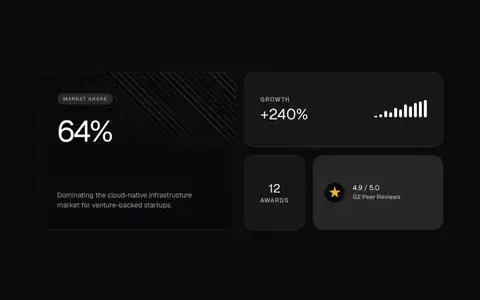 MARKET SHARE
64%
Dominating the cloud-native infrastructure
market for venture-backed startups.
GROWTH
+240%
12
AWARDS
4.9 / 5.0
G2 Peer Reviews